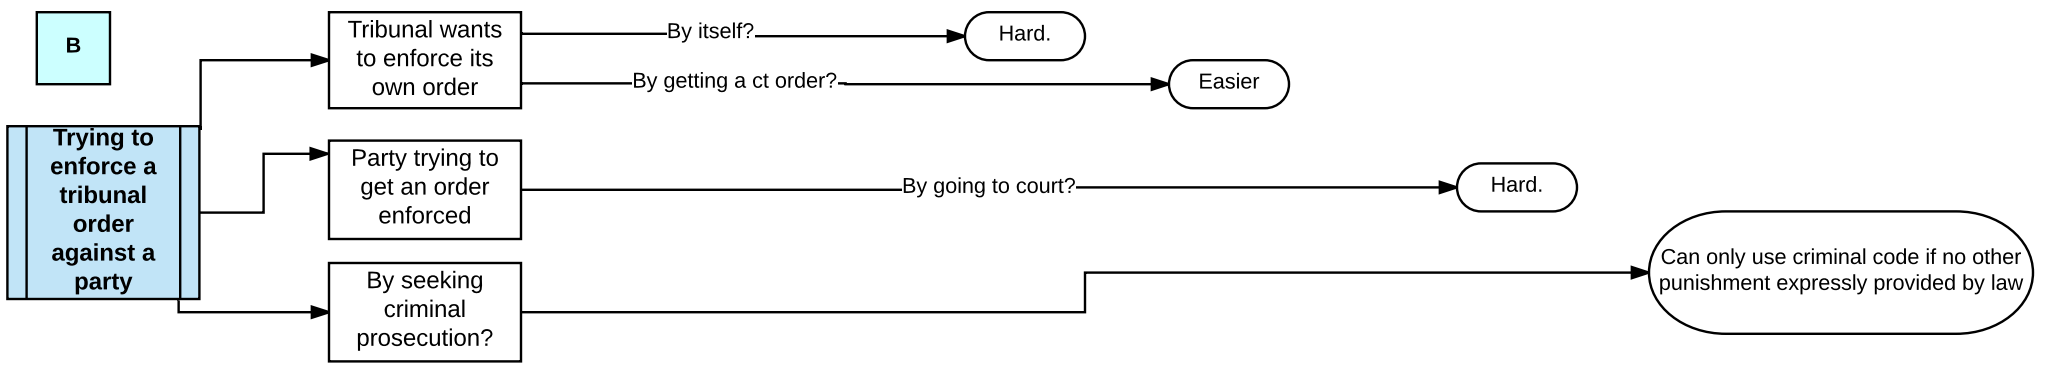 B
Trying to
enforce a
tribunal
order
against a
party
Tribunal wants
to enforce its
own order
By itself?
Hard.
By getting a ct order?
Easier
Party trying to
get an order
enforced
By going to court?
Hard.
By seeking
criminal
prosecution?
Can only use criminal code if no other
punishment expressly provided by law